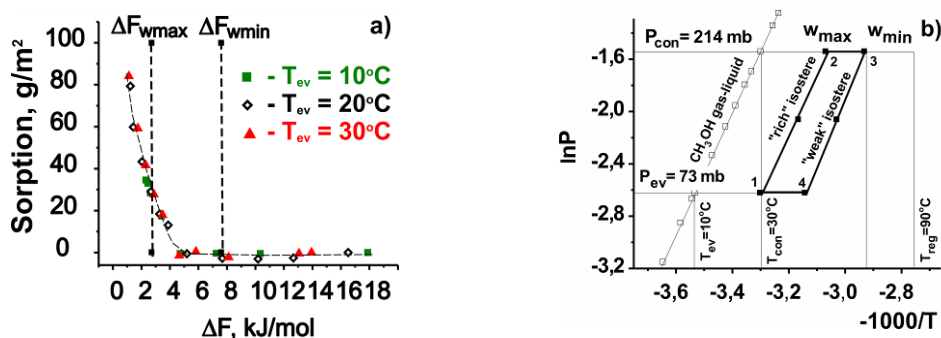 a)
ΔFwmax ΔFwmin
Sorption, g/m²
100
80
60
40
20
0
- Tev = 10°C
- Tev = 20°C
- Tev = 30°C
0 2 4 6 8 10 12 14 16 18
ΔF, kJ/mol
b)
lnP
-1,6
-2,0
-2,4
-2,8
-3,2
Pcon = 214 mb
wmax
wmin
2
3
CH₃OH gas-liquid
"rich" isostere
"weak" isostere
Pev = 73 mb
1
4
Tev=10°C
Tcon=30°C
Treg=90°C
-3,6 -3,4 -3,2 -3,0 -2,8
-1000/T